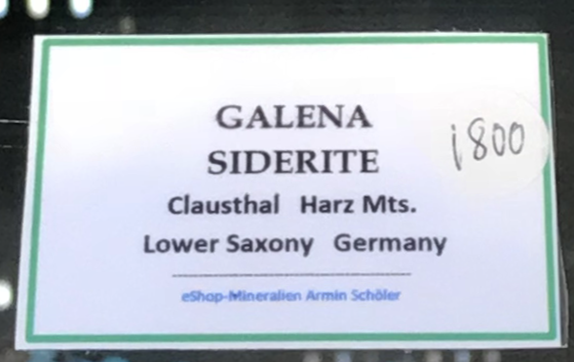 GALENA
SIDERITE
1800
Clausthal Harz Mts.
Lower Saxony Germany
eShop-Mineralien Armin Schöler